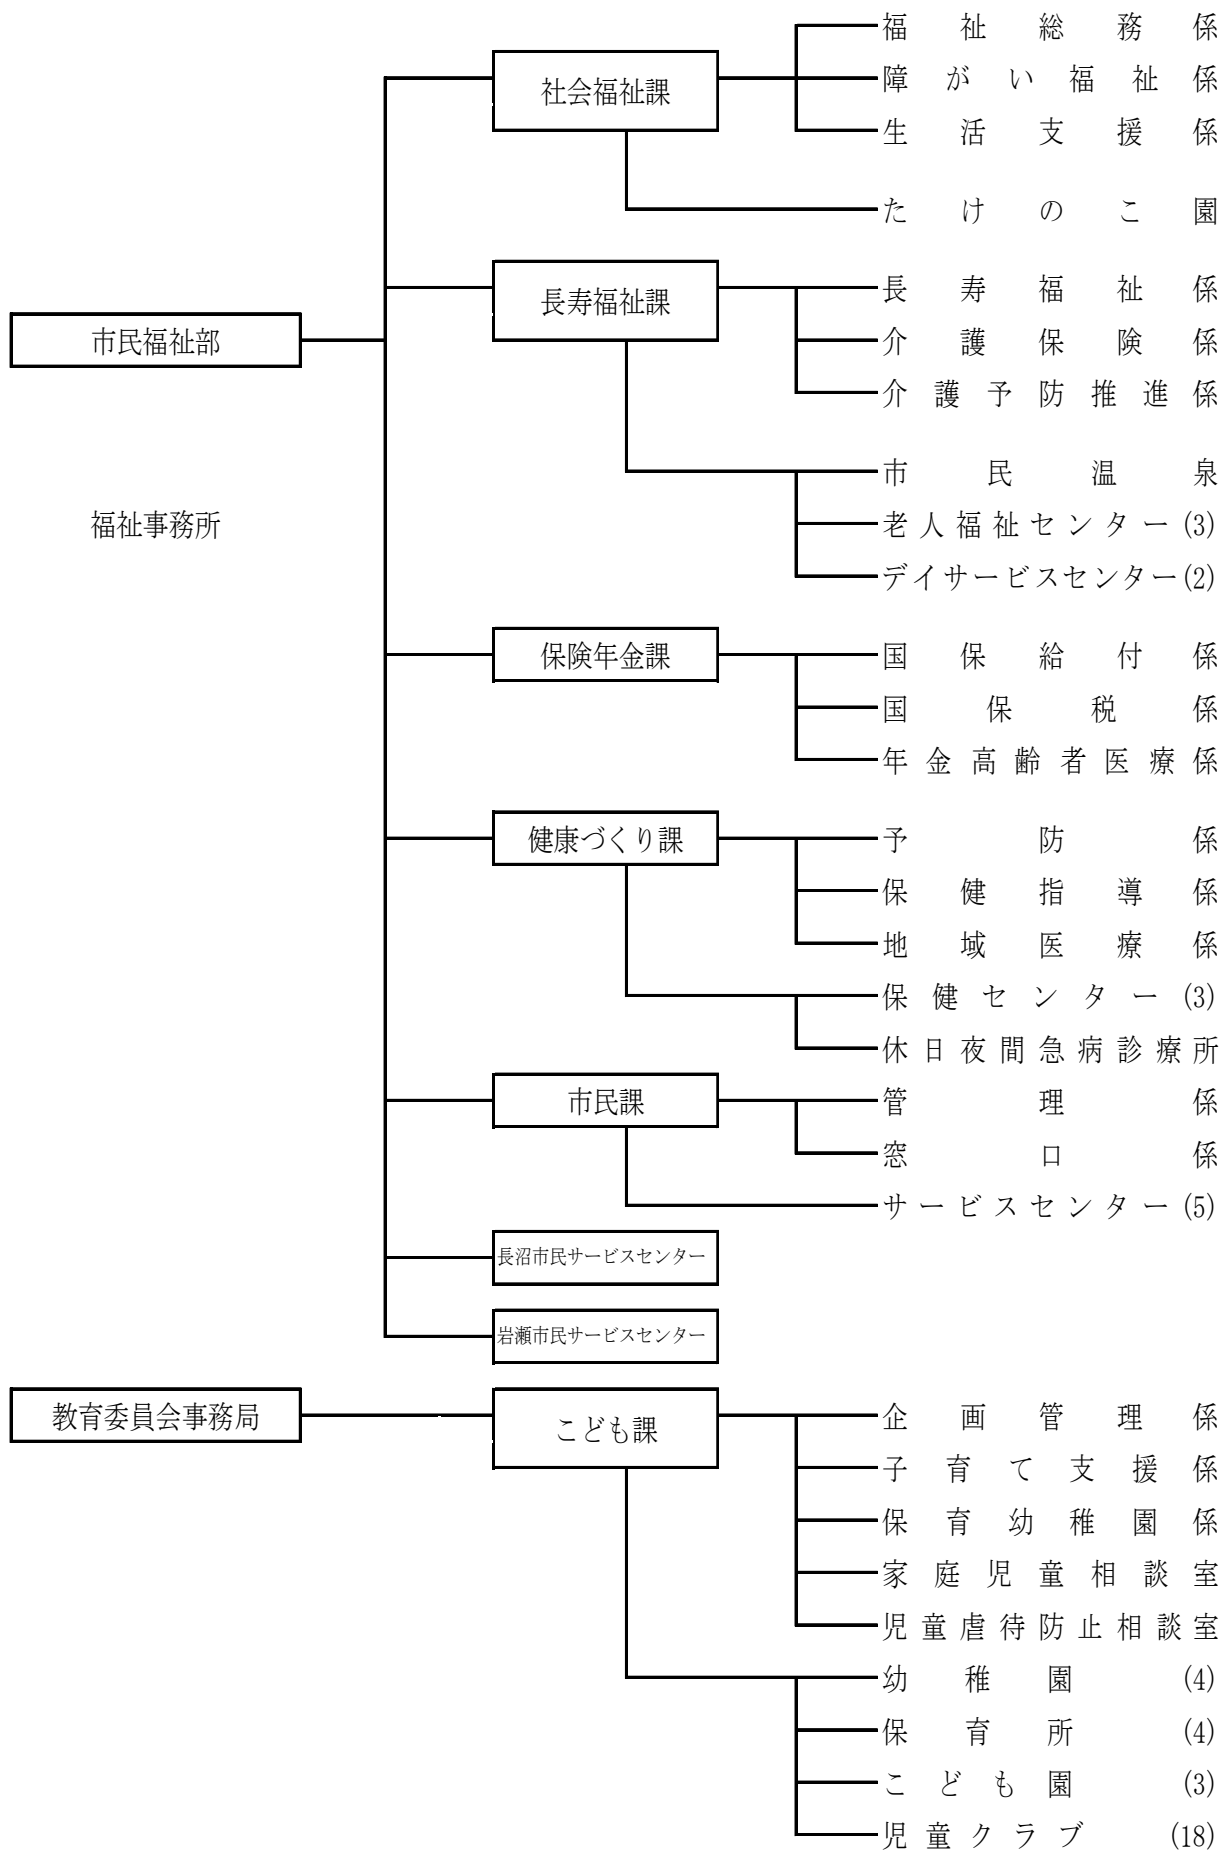 福祉総務係
社会福祉課
障がい福祉係
生活支援係
たけのこ園
長寿福祉課
長寿福祉係
市民福祉部
介護保険係
介護予防推進係
市民温泉
福祉事務所
老人福祉センター(3)
デイサービスセンター(2)
保険年金課
国保給付係
国保税係
年金高齢者医療係
健康づくり課
予防係
保健指導係
地域医療係
保健センター(3)
休日夜間急病診療所
市民課
管理係
窓口係
サービスセンター(5)
長沼市民サービスセンター
岩瀬市民サービスセンター
教育委員会事務局
こども課
企画管理係
子育て支援係
保育幼稚園係
家庭児童相談室
児童虐待防止相談室
幼稚園(4)
保育所(4)
こども園(3)
児童クラブ(18)